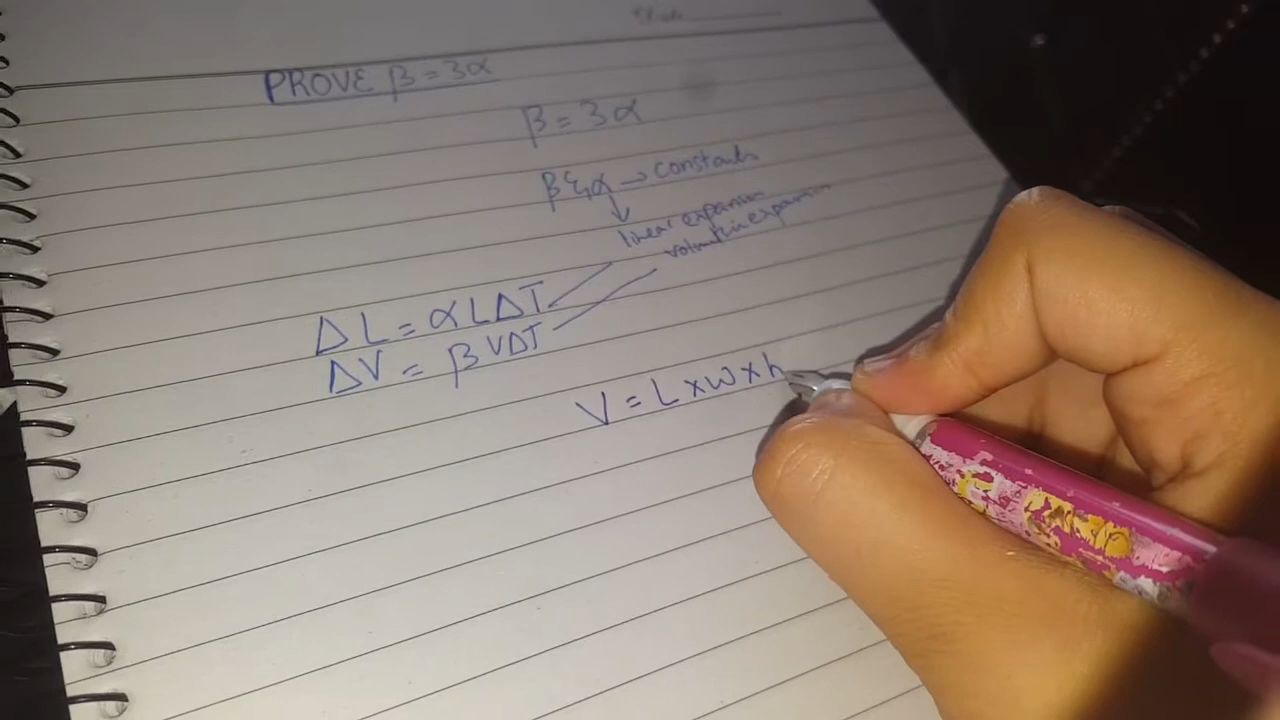 PROVE β = 3α
β = 3α
β & α → constants
linear expansion
volumetric expansion
ΔL = αLΔT
ΔV = βVΔT
V = L×w×h